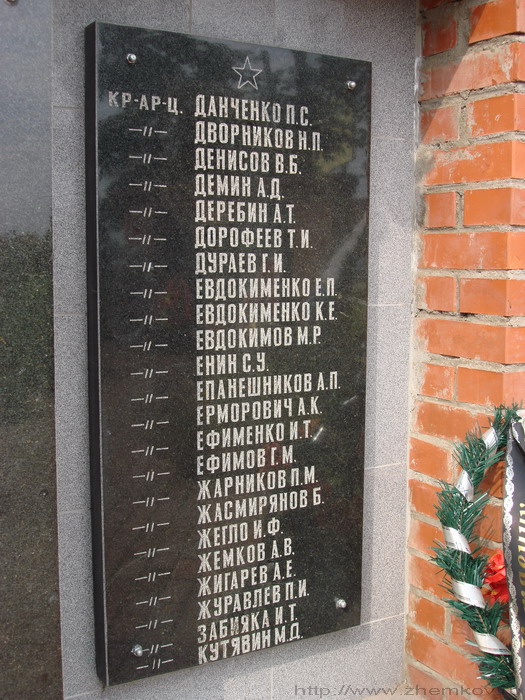 КР-АР-Ц. ДАНЧЕНКО П.С.
—//— ДВОРНИКОВ Н.П.
—//— ДЕНИСОВ В.Б.
—//— ДЕМИН А.Д.
—//— ДЕРЕБИН А.Т.
—//— ДОРОФЕЕВ Т.И.
—//— ДУРАЕВ Г.И.
—//— ЕВДОКИМЕНКО Е.П.
—//— ЕВДОКИМЕНКО К.Е.
—//— ЕВДОКИМОВ М.Р.
—//— ЕНИН С.У.
—//— ЕПАНЕШНИКОВ А.П.
—//— ЕРМОРОВИЧ А.К.
—//— ЕФИМЕНКО И.Т.
—//— ЕФИМОВ Г.М.
—//— ЖАРНИКОВ П.М.
—//— ЖАСМИРЯНОВ Б.
—//— ЖЕГЛО И.Ф.
—//— ЖЕМКОВ А.В.
—//— ЖИГАРЕВ А.Е.
—//— ЖУРАВЛЕВ П.И.
—//— ЗАБИЯКА И.Т.
—//— КУТЯВИН М.Д.
http://www.zhemko